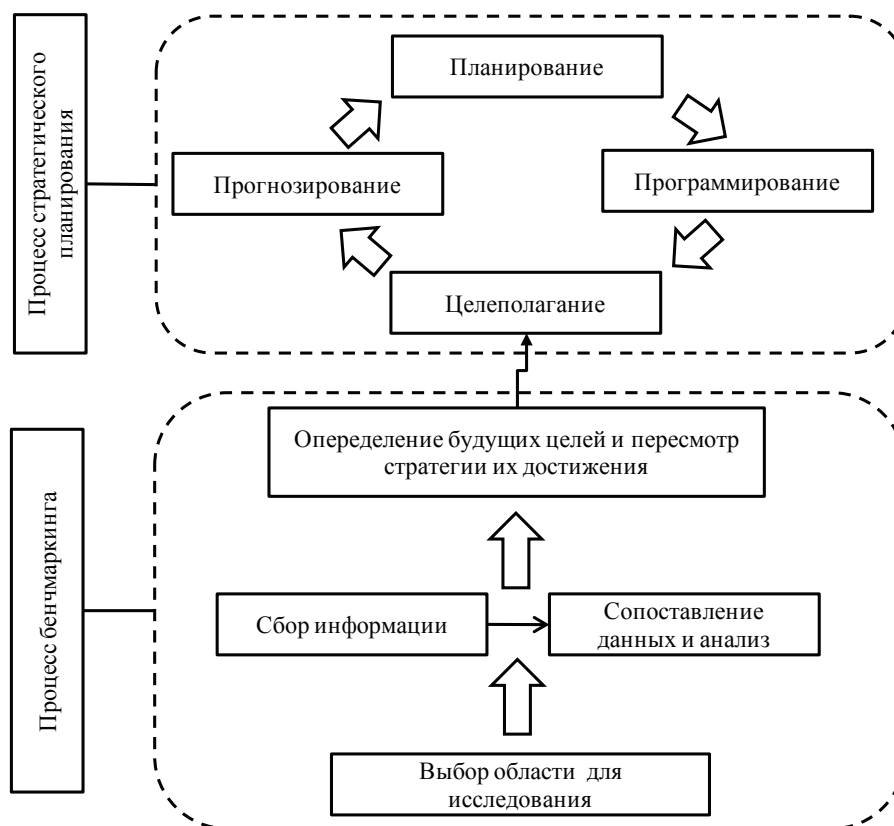 Процесс стратегического
планирования
Планирование
Прогнозирование
Программирование
Целеполагание
Процесс бенчмаркинга
Опеределение будущих целей и пересмотр
стратегии их достижения
Сбор информации
Сопоставление
данных и анализ
Выбор области для
исследования